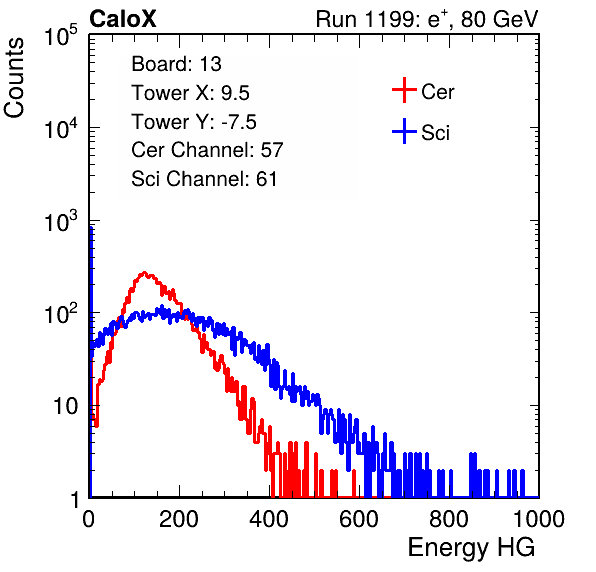 CaloX Run 1199: e⁺, 80 GeV
Counts
Board: 13
Tower X: 9.5
Tower Y: -7.5
Cer Channel: 57
Sci Channel: 61
Cer
Sci
10⁵
10⁴
10³
10²
10
1
0 200 400 600 800 1000
Energy HG